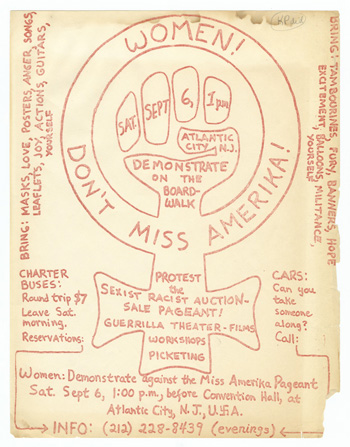 WOMEN!
DON'T MISS AMERIKA!
SAT. SEPT 6, 1 pm
ATLANTIC
CITY, N.J.
DEMONSTRATE
ON THE
BOARD-
WALK
BRING: MASKS, LOVE, POSTERS, ANGER, SONGS,
LEAFLETS, JOY, ACTIONS, GUITARS,
YOURSELF
BRING: TAMBOURINES, FURY, BANNERS, HOPE
EXCITEMENT, BALLOONS, MILITANCE,
YOURSELF
CHARTER
BUSES:
Round trip $7
Leave Sat.
morning.
Reservations:
PROTEST
the
SEXIST RACIST AUCTION-
SALE PAGEANT!
GUERRILLA THEATER-FILMS
WORKSHOPS
PICKETING
CARS:
Can you
take
someone
along?
Call:
Women: Demonstrate against the Miss Amerika Pageant
Sat. Sept 6, 1:00 p.m., before Convention Hall, at
Atlantic City, N.J., U.S.A.
INFO: (212) 228-8439 (evenings)